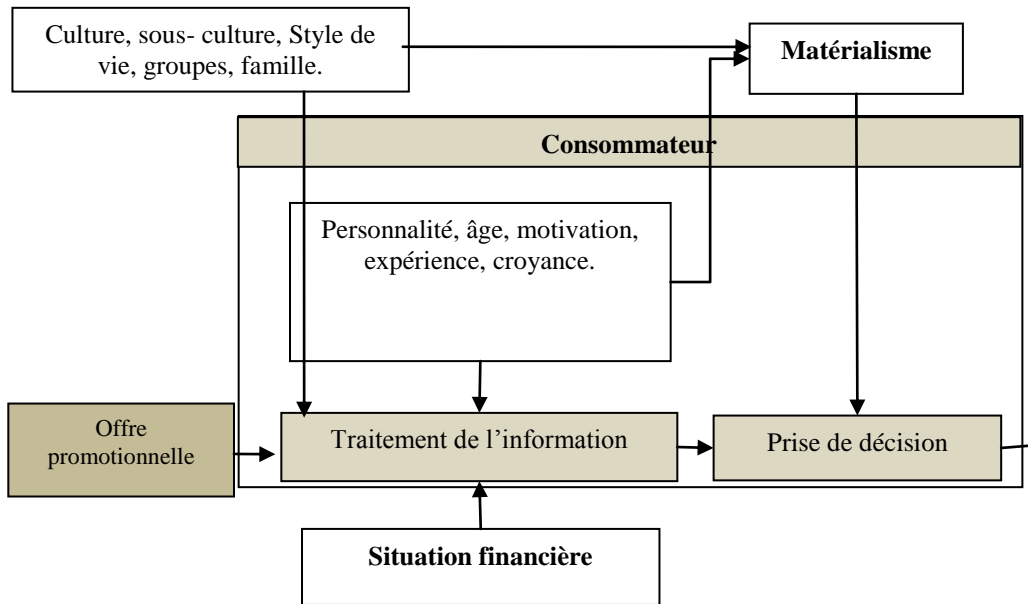 Culture, sous- culture, Style de
vie, groupes, famille.
Matérialisme
Consommateur
Personnalité, âge, motivation,
expérience, croyance.
Offre
promotionnelle
Traitement de l’information
Prise de décision
Situation financière